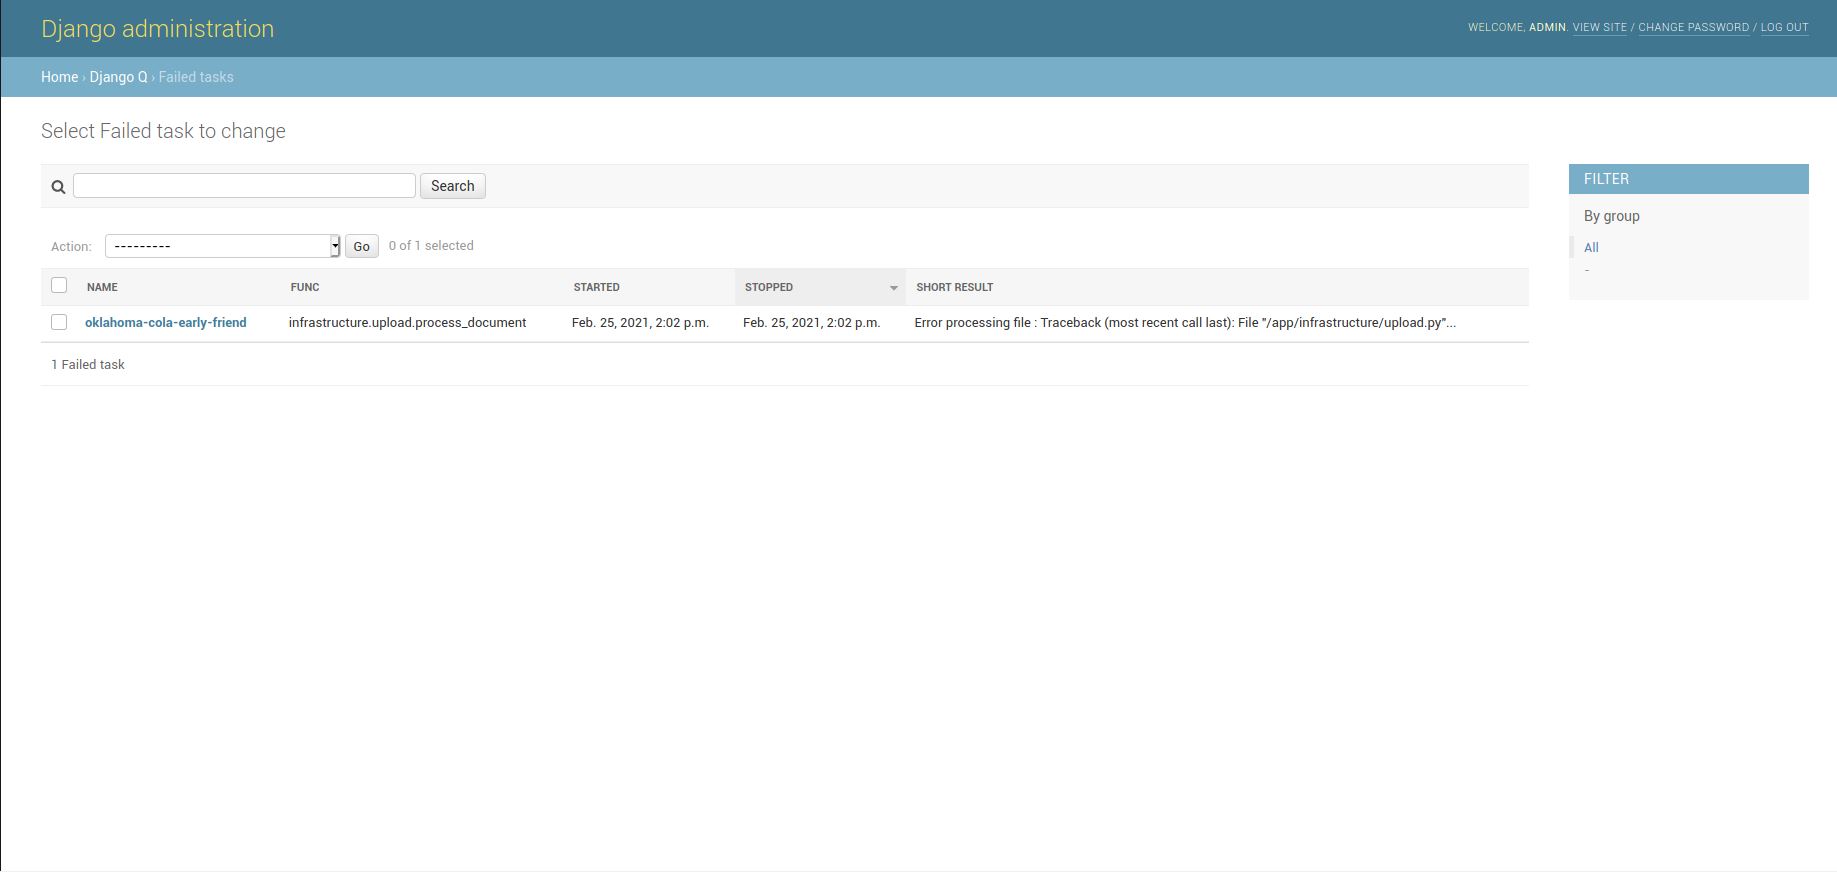 Django administration
WELCOME, ADMIN. VIEW SITE / CHANGE PASSWORD / LOG OUT
Home › Django Q › Failed tasks
Select Failed task to change
Search
FILTER
By group
All
-
Action: --------- Go 0 of 1 selected
NAME FUNC STARTED STOPPED SHORT RESULT
oklahoma-cola-early-friend infrastructure.upload.process_document Feb. 25, 2021, 2:02 p.m. Feb. 25, 2021, 2:02 p.m. Error processing file : Traceback (most recent call last): File "/app/infrastructure/upload.py"...
1 Failed task